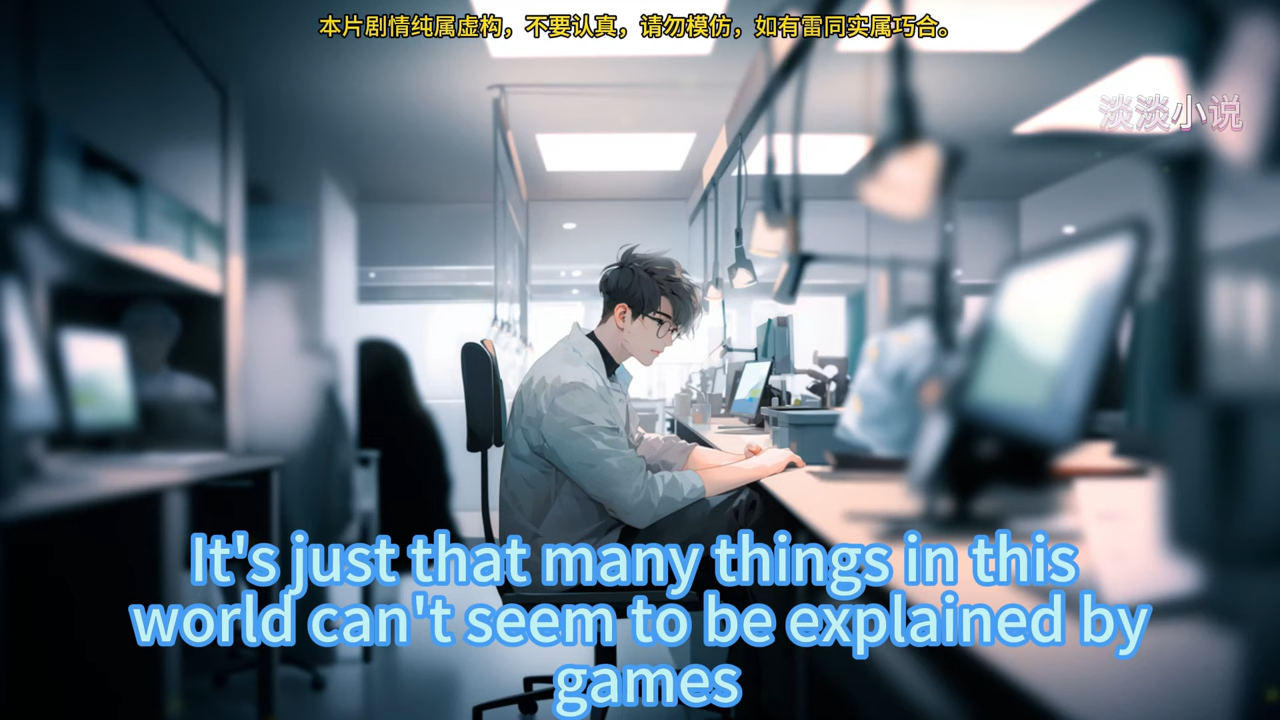 本片剧情纯属虚构，不要认真，请勿模仿，如有雷同实属巧合。
淡淡小说
It's just that many things in this
world can't seem to be explained by
games